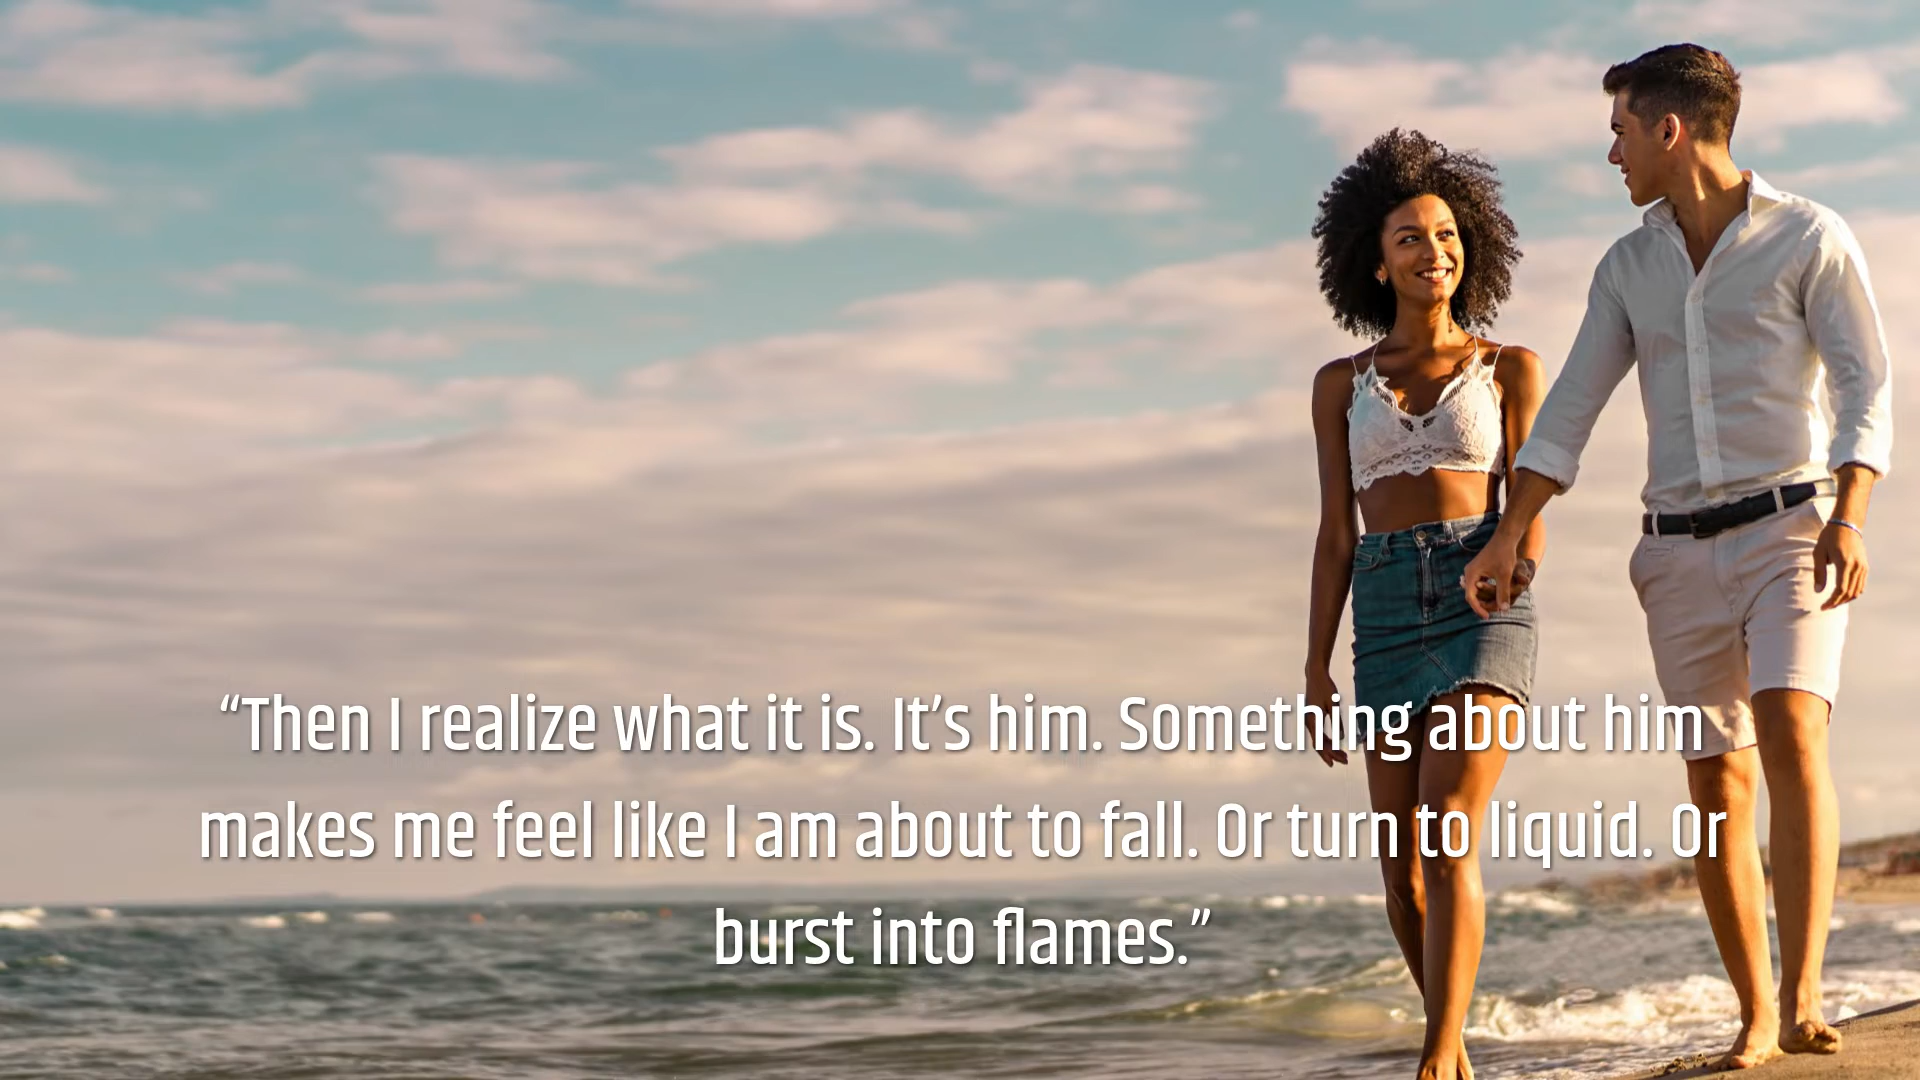 “Then I realize what it is. It’s him. Something about him
makes me feel like I am about to fall. Or turn to liquid. Or
burst into flames.”